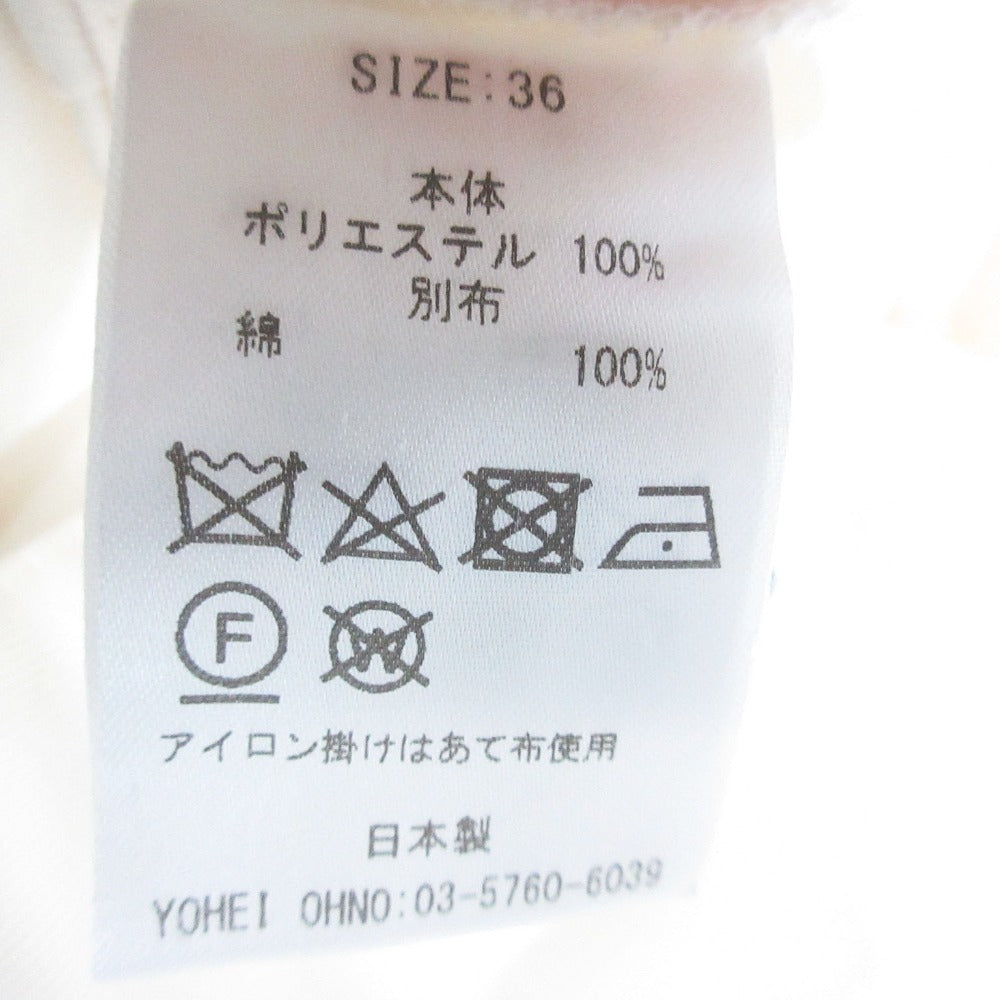 SIZE:36
本体
ポリエステル 100%
別布
綿 100%
F
W
アイロン掛けはあて布使用
日本製
YOHEI OHNO:03-5760-6039